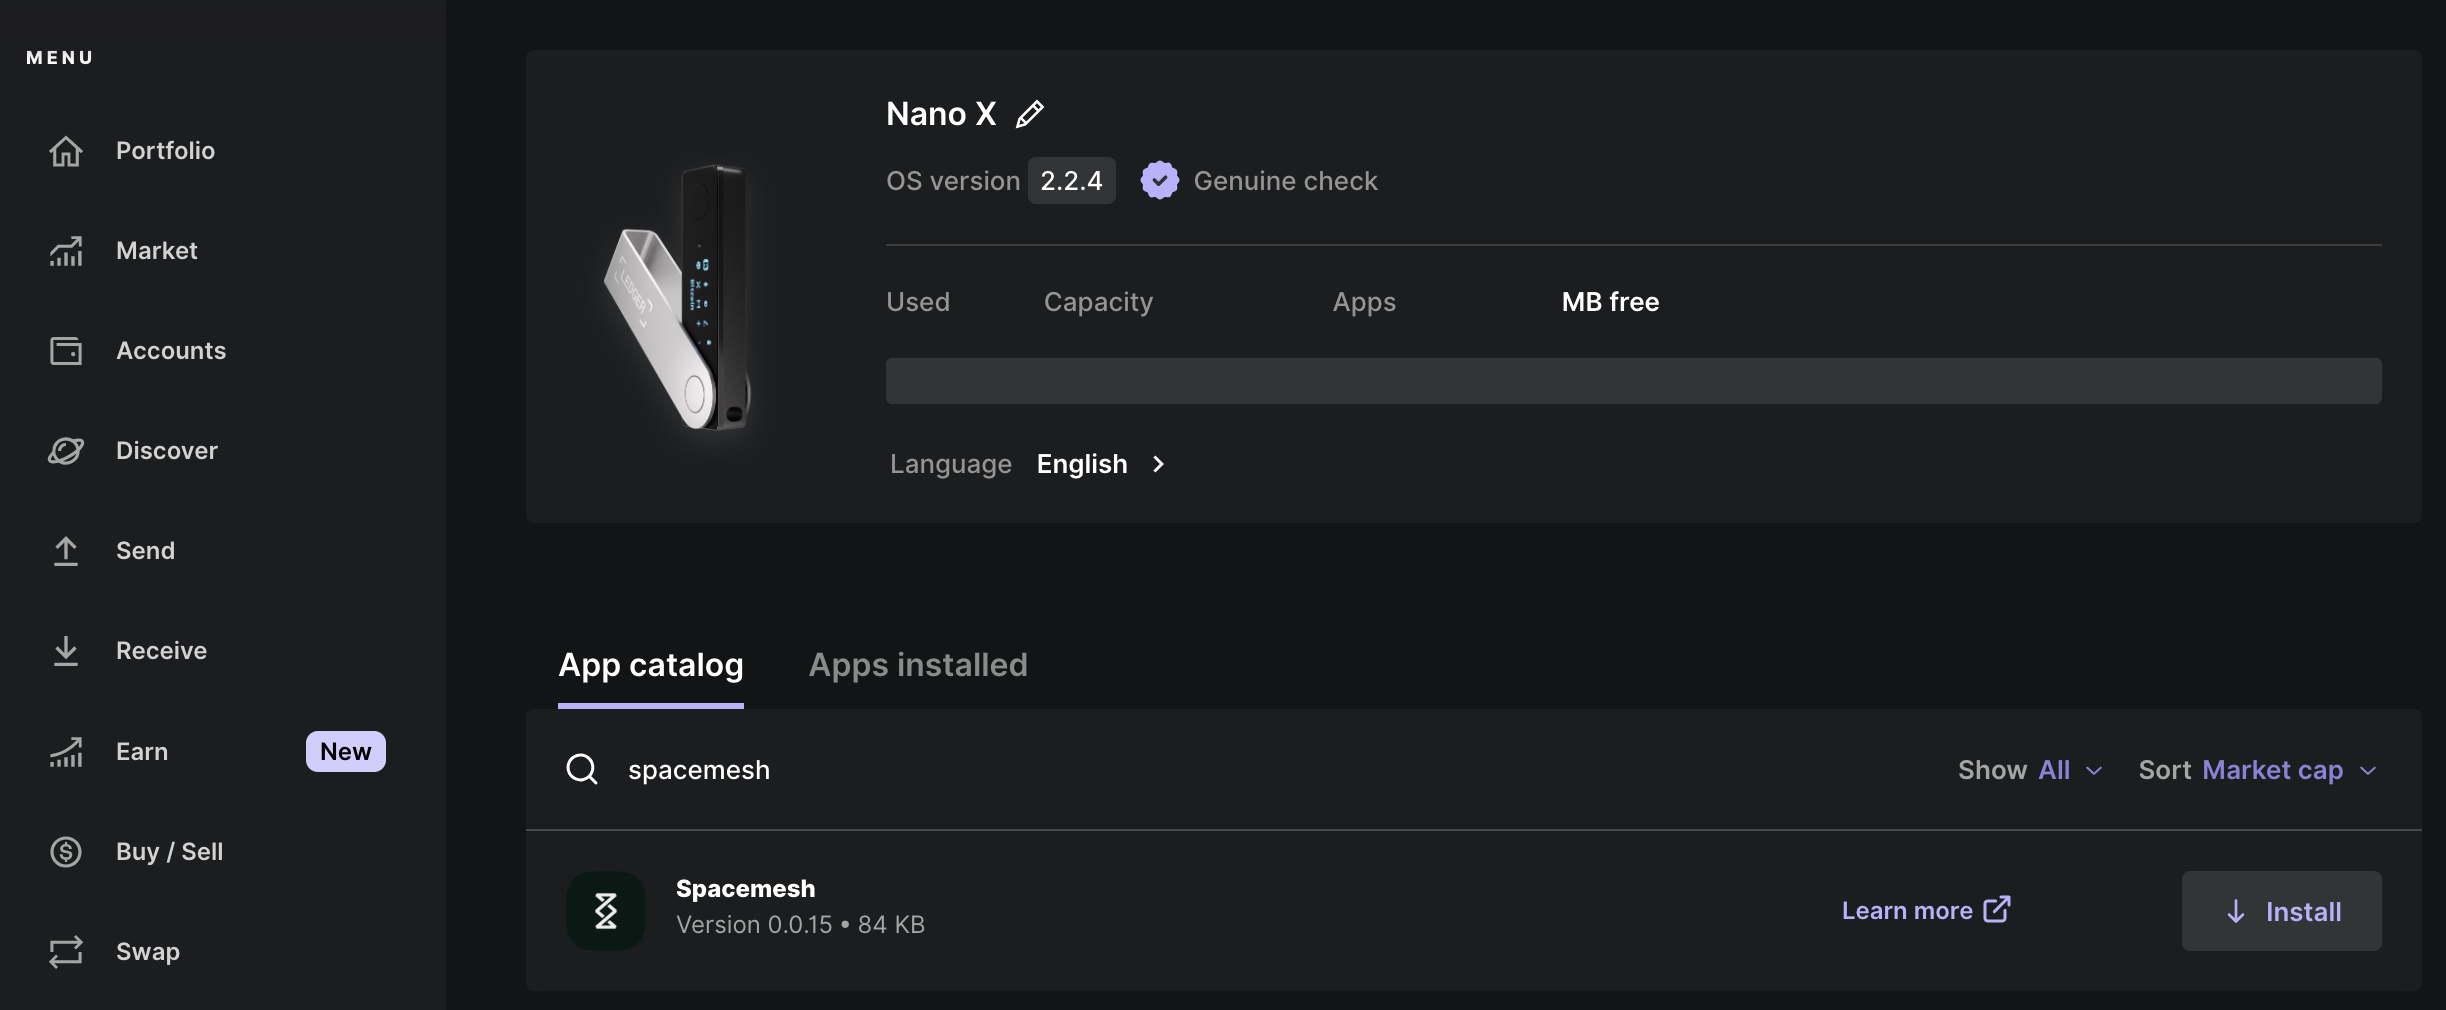 MENU
Portfolio
Market
Accounts
Discover
Send
Receive
Earn New
Buy / Sell
Swap
Nano X
OS version 2.2.4 Genuine check
Used Capacity Apps MB free
Language English
LEDGER
Bitcoin
App catalog Apps installed
spacemesh Show All Sort Market cap
Spacemesh
Version 0.0.15 • 84 KB
Learn more Install